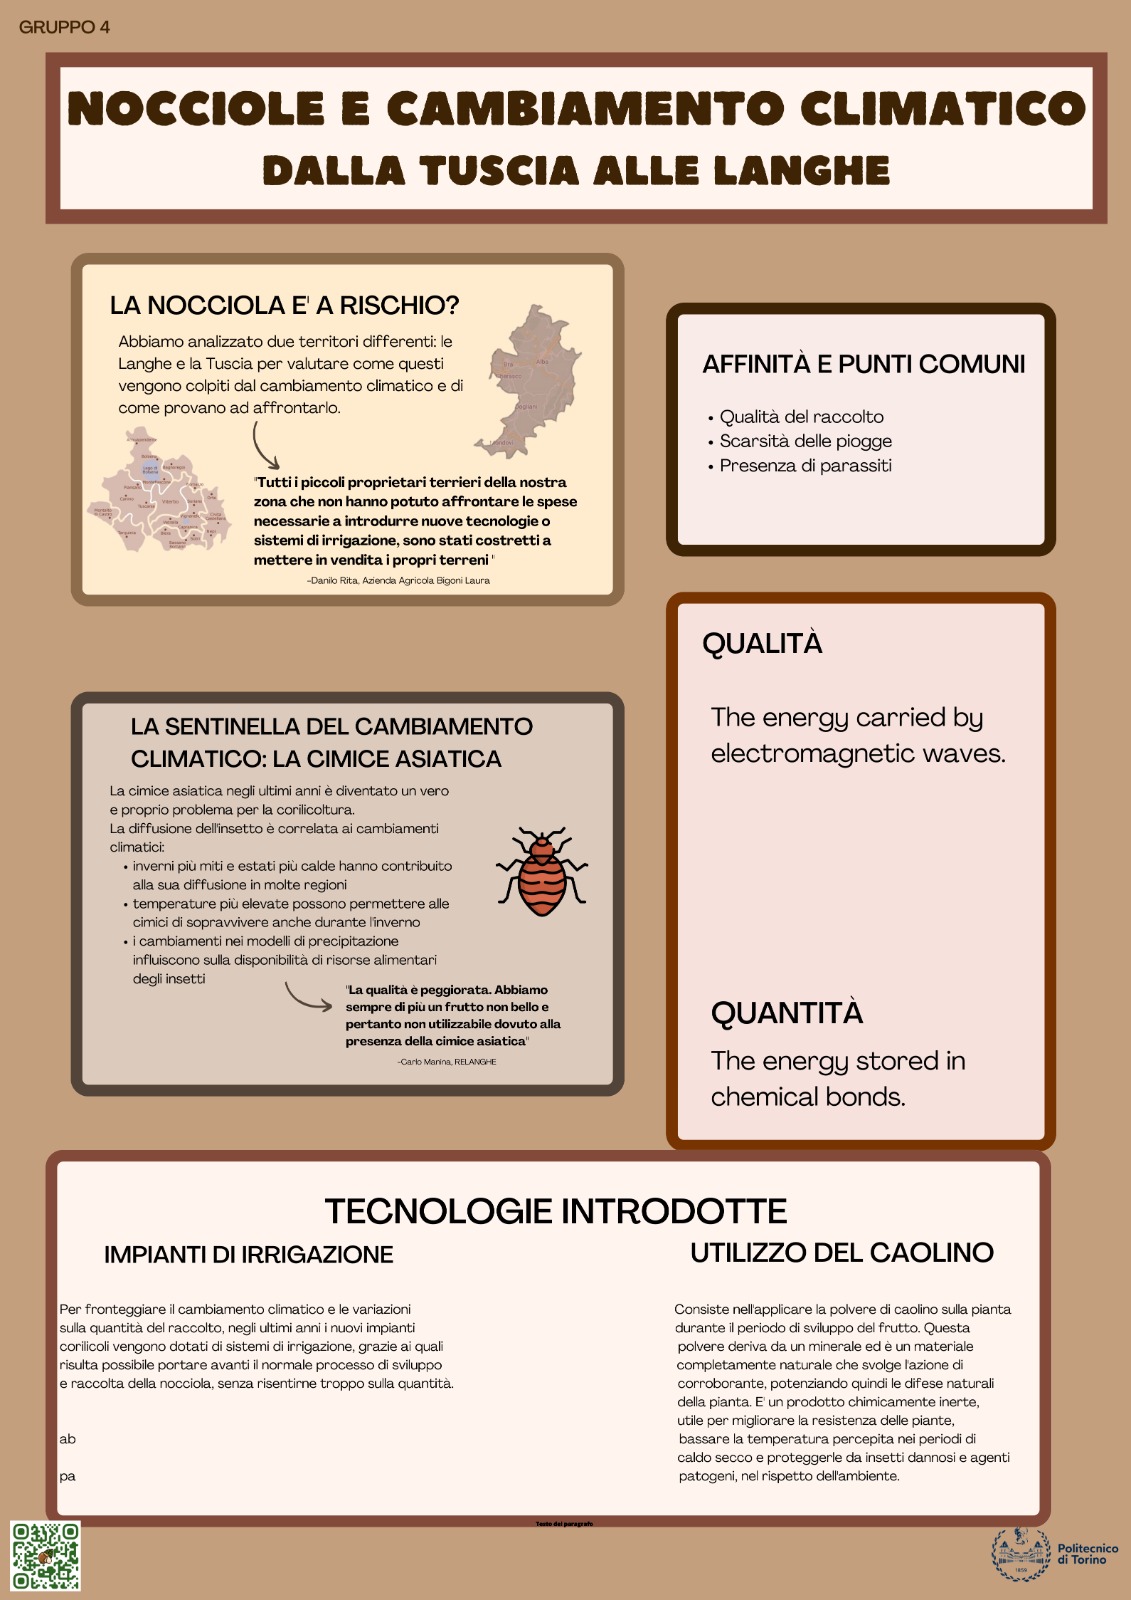 GRUPPO 4
NOCCIOLE E CAMBIAMENTO CLIMATICO
DALLA TUSCIA ALLE LANGHE
LA NOCCIOLA E' A RISCHIO?
Abbiamo analizzato due territori differenti: le
Langhe e la Tuscia per valutare come questi
vengono colpiti dal cambiamento climatico e di
come provano ad affrontarlo.
"Tutti i piccoli proprietari terrieri della nostra
zona che non hanno potuto affrontare le spese
necessarie a introdurre nuove tecnologie o
sistemi di irrigazione, sono stati costretti a
mettere in vendita i propri terreni "
-Danilo Rita, Azienda Agricola Bigoni Laura
AFFINITÀ E PUNTI COMUNI
• Qualità del raccolto
• Scarsità delle piogge
• Presenza di parassiti
LA SENTINELLA DEL CAMBIAMENTO
CLIMATICO: LA CIMICE ASIATICA
La cimice asiatica negli ultimi anni è diventato un vero
e proprio problema per la corilicoltura.
La diffusione dell'insetto è correlata ai cambiamenti
climatici:
• inverni più miti e estati più calde hanno contribuito
alla sua diffusione in molte regioni
• temperature più elevate possono permettere alle
cimici di sopravvivere anche durante l'inverno
• i cambiamenti nei modelli di precipitazione
influiscono sulla disponibilità di risorse alimentari
degli insetti
"La qualità è peggiorata. Abbiamo
sempre di più un frutto non bello e
pertanto non utilizzabile dovuto alla
presenza della cimice asiatica"
-Carlo Manina, RELANGHE
QUALITÀ
The energy carried by
electromagnetic waves.
QUANTITÀ
The energy stored in
chemical bonds.
TECNOLOGIE INTRODOTTE
IMPIANTI DI IRRIGAZIONE
Per fronteggiare il cambiamento climatico e le variazioni
sulla quantità del raccolto, negli ultimi anni i nuovi impianti
corilicoli vengono dotati di sistemi di irrigazione, grazie ai quali
risulta possibile portare avanti il normale processo di sviluppo
e raccolta della nocciola, senza risentirne troppo sulla quantità.
ab
pa
UTILIZZO DEL CAOLINO
Consiste nell'applicare la polvere di caolino sulla pianta
durante il periodo di sviluppo del frutto. Questa
polvere deriva da un minerale ed è un materiale
completamente naturale che svolge l'azione di
corroborante, potenziando quindi le difese naturali
della pianta. E' un prodotto chimicamente inerte,
utile per migliorare la resistenza delle piante,
bassare la temperatura percepita nei periodi di
caldo secco e proteggerle da insetti dannosi e agenti
patogeni, nel rispetto dell'ambiente.
Testo del paragrafo
Politecnico
di Torino
1859